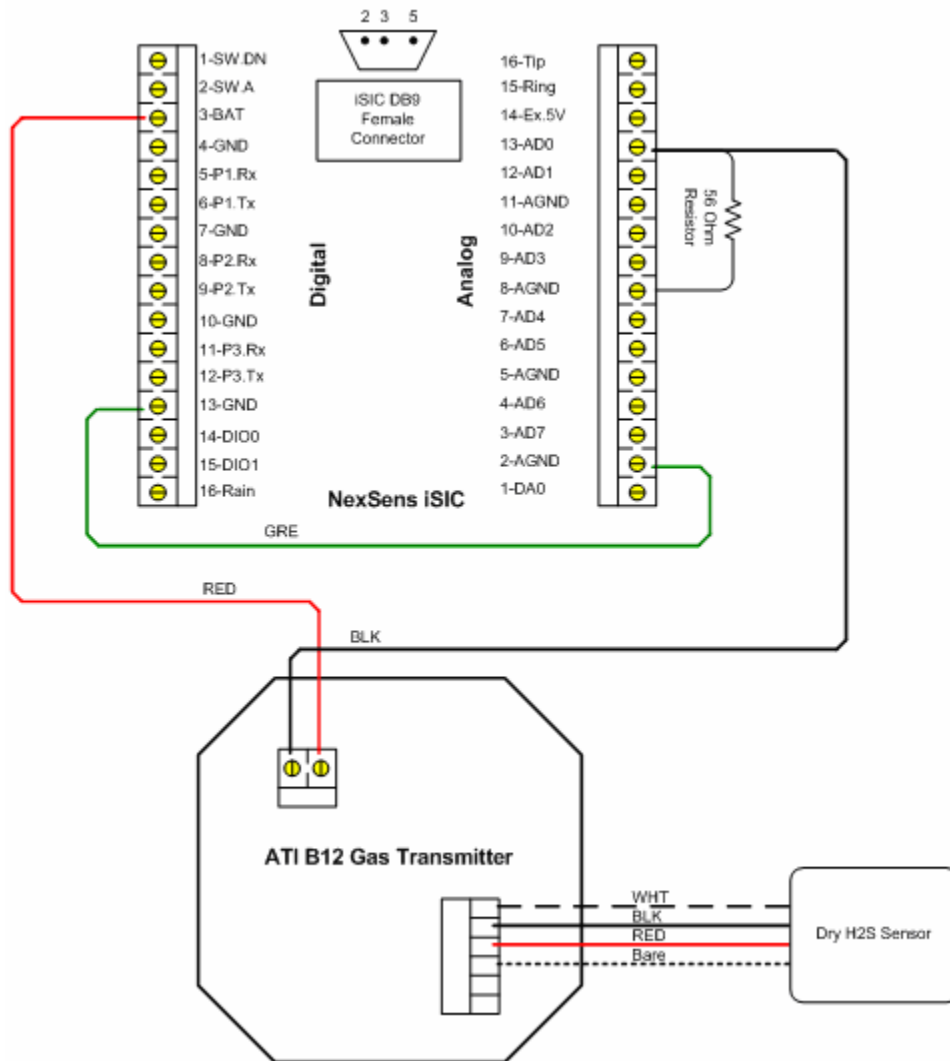 2 3 5
iSIC DB9
Female
Connector
1-SW.DN
2-SW.A
3-BAT
4-GND
5-P1.Rx
6-P1.Tx
7-GND
8-P2.Rx
9-P2.Tx
10-GND
11-P3.Rx
12-P3.Tx
13-GND
14-DIO0
15-DIO1
16-Rain
Digital
Analog
16-Tip
15-Ring
14-Ex.5V
13-AD0
12-AD1
11-AGND
10-AD2
9-AD3
8-AGND
7-AD4
6-AD5
5-AGND
4-AD6
3-AD7
2-AGND
1-DA0
56 Ohm
Resistor
NexSens iSIC
GRE
RED
BLK
ATI B12 Gas Transmitter
WHT
BLK
RED
Bare
Dry H2S Sensor